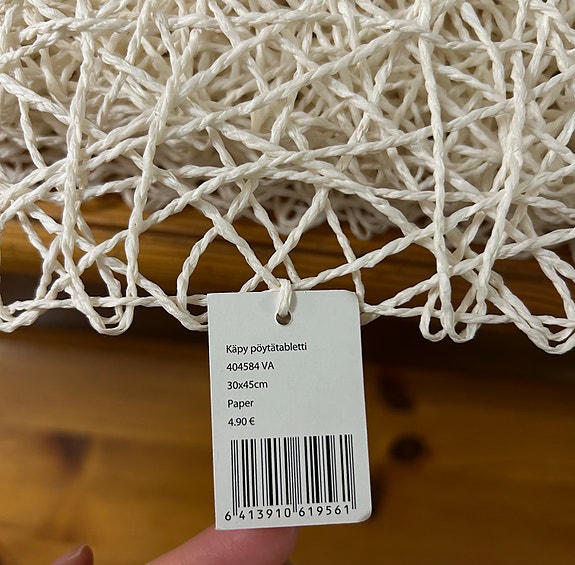 Käpy pöytätabletti
404584 VA
30x45cm
Paper
4.90 €
6 413910 619561